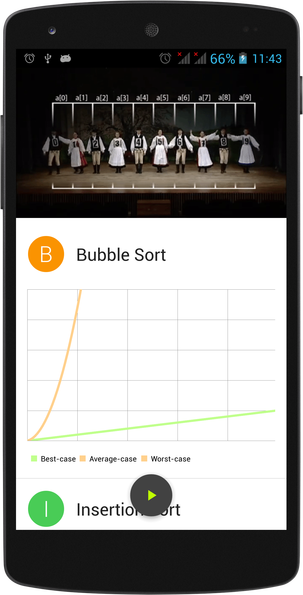 66% 11:43
a[0] a[1] a[2] a[3] a[4] a[5] a[6] a[7] a[8] a[9]
B Bubble Sort
Best-case Average-case Worst-case
I Insertion Sort